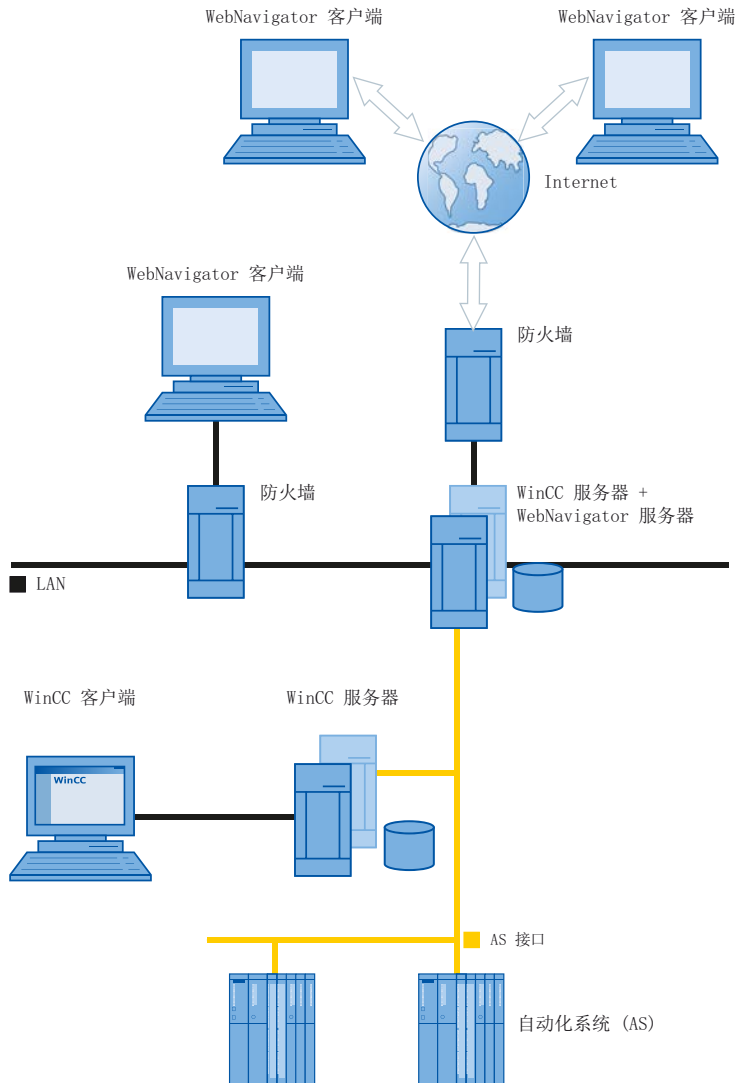 WebNavigator 客户端
WebNavigator 客户端
Internet
WebNavigator 客户端
防火墙
防火墙
WinCC 服务器 +
WebNavigator 服务器
LAN
WinCC 客户端
WinCC 服务器
WinCC
AS 接口
自动化系统 (AS)